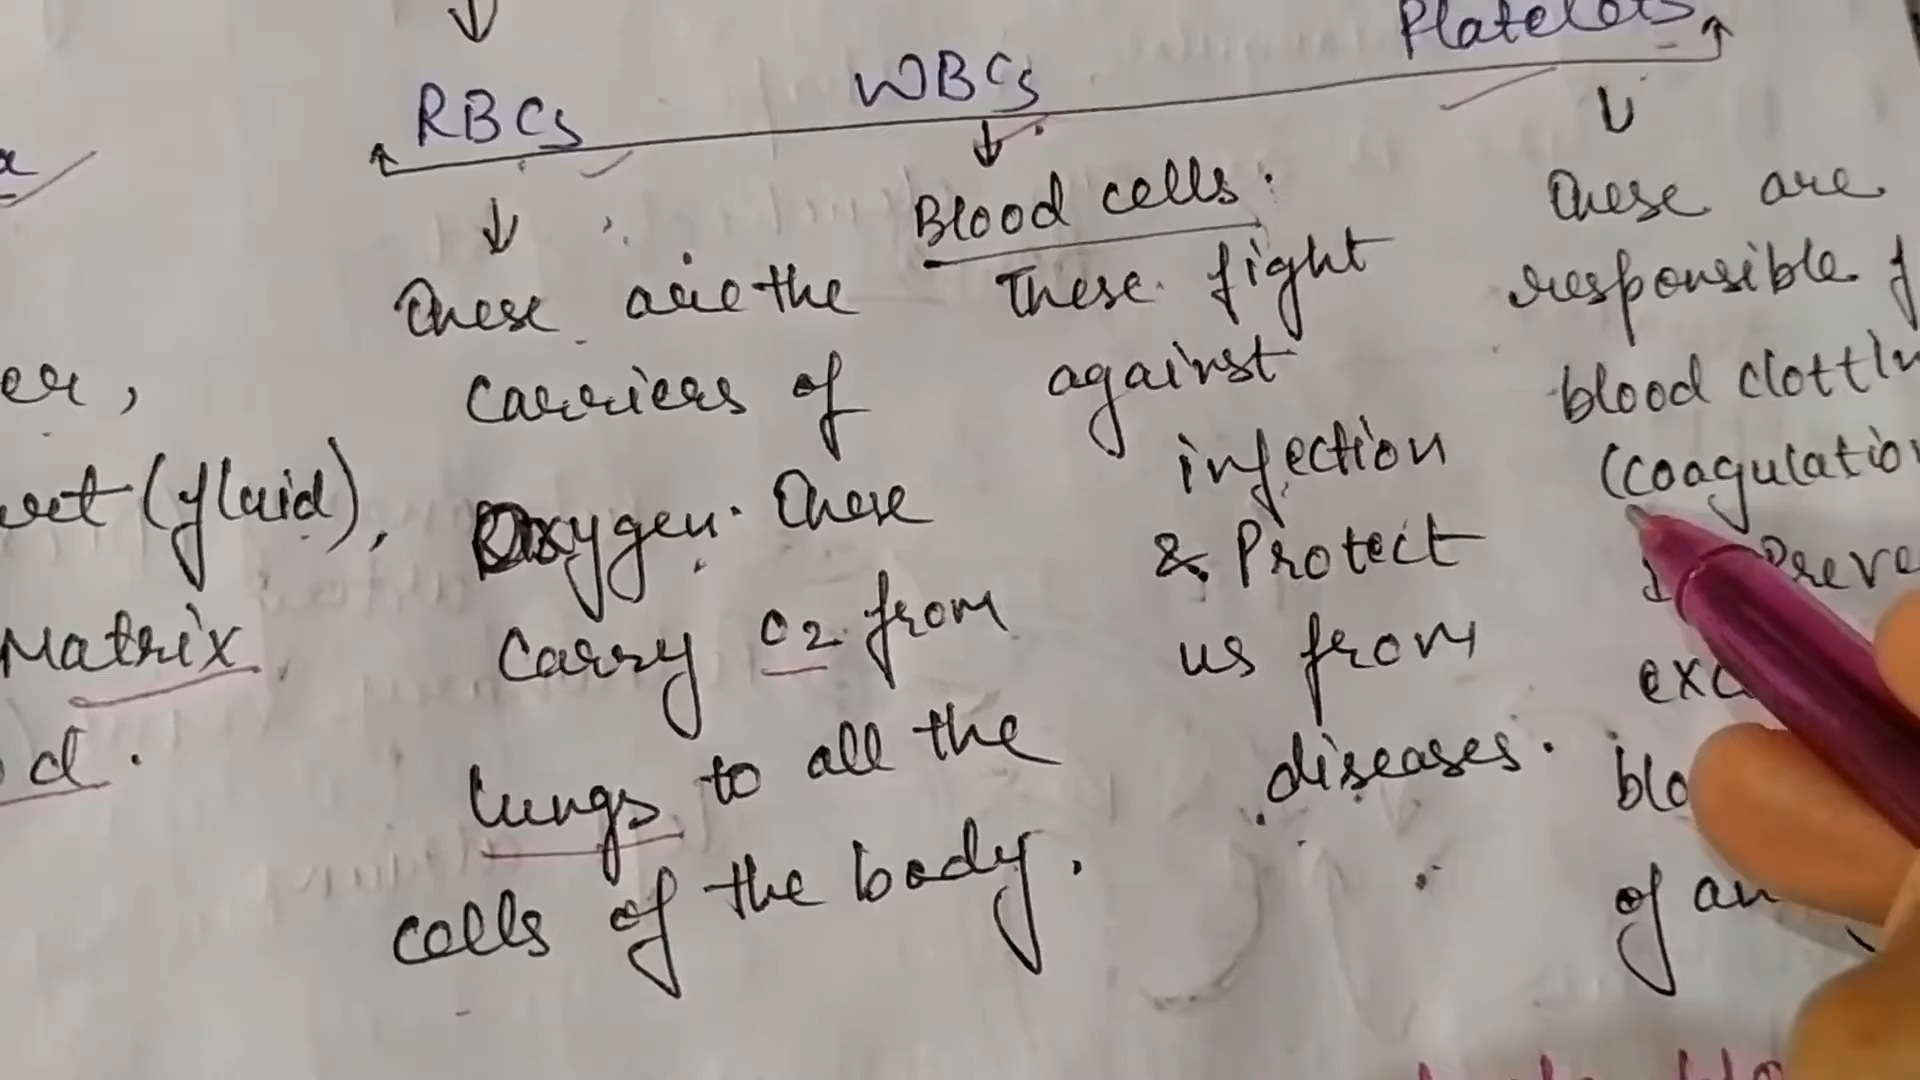 Platelets
RBCs WBCs
Blood cells.
These are the
carriers of
Oxygen. These
carry O2 from
lungs to all the
cells of the body.
These fight
against
infection
& Protect
us from
diseases.
These are
responsible f
blood clottin
(coagulatio
Preve
exc
blo
of an
er,
(fluid),
Matrix
d.